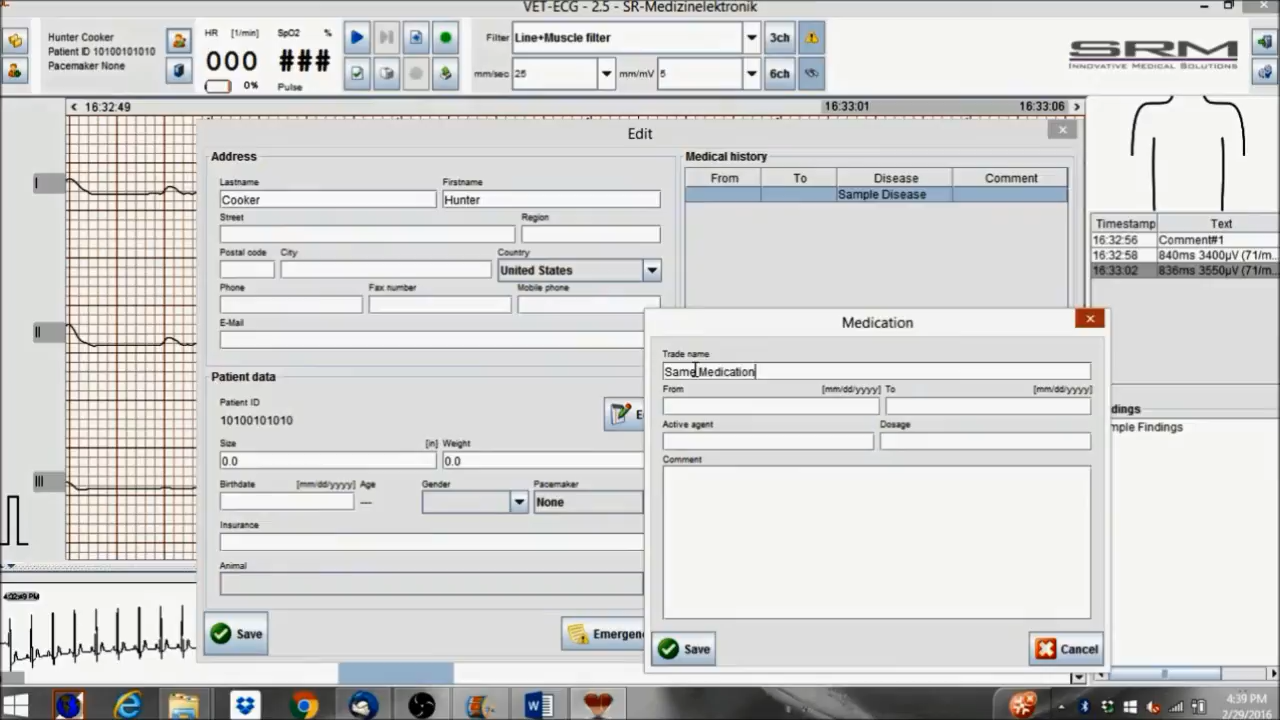 VET-ECG - 2.5 - SR-Medizinelektronik
Hunter Cooker
Patient ID 10100101010
Pacemaker None
HR [1/min] SpO2 %
000 ###
0% Pulse
Filter Line+Muscle filter 3ch
mm/sec 25 mm/mV 5 6ch
SRM
INNOVATIVE MEDICAL SOLUTIONS
< 16:32:49 16:33:01 16:33:06 >
Edit
Address
Lastname Firstname
Cooker Hunter
Street Region
Postal code City Country
United States
Phone Fax number Mobile phone
E-Mail
Patient data
Patient ID
10100101010
Size [in] Weight
0.0 0.0
Birthdate [mm/dd/yyyy] Age Gender Pacemaker
— None
Insurance
Animal
Save Emergenc
Medical history
From To Disease Comment
Sample Disease
Medication
Trade name
Same Medication
From [mm/dd/yyyy] To [mm/dd/yyyy]
Active agent Dosage
Comment
Save Cancel
Timestamp Text
16:32:56 Comment#1
16:32:58 840ms 3400µV (71/m...
16:33:02 836ms 3550µV (71/m...
dings
mple Findings
I
II
III
4:39 PM
2/29/2016